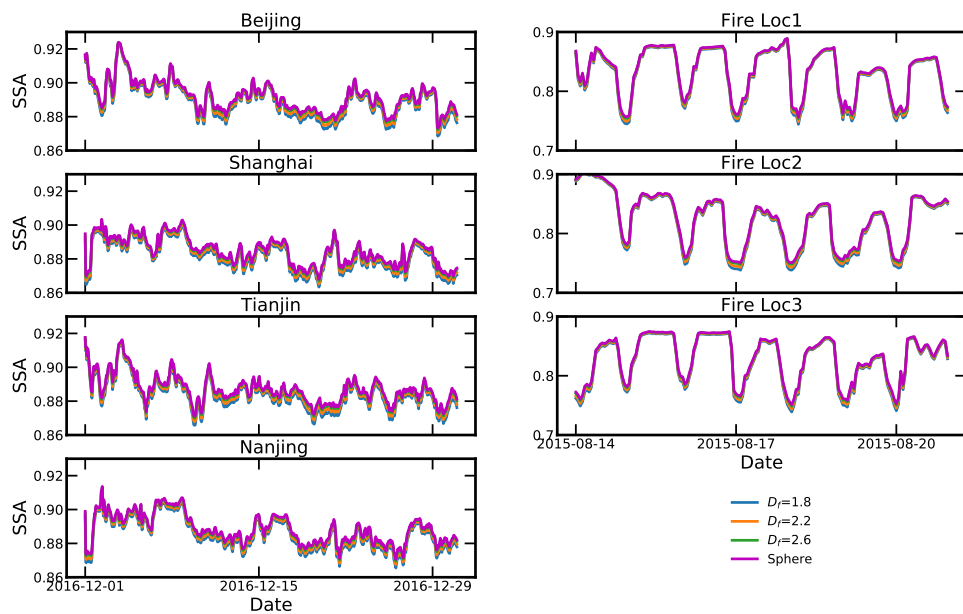 Beijing
SSA
0.92
0.90
0.88
0.86
Shanghai
SSA
0.92
0.90
0.88
0.86
Tianjin
SSA
0.92
0.90
0.88
0.86
Nanjing
SSA
0.92
0.90
0.88
0.86
2016-12-01 2016-12-15 2016-12-29
Date
Fire Loc1
0.9
0.8
0.7
Fire Loc2
0.9
0.8
0.7
Fire Loc3
0.9
0.8
0.7
2015-08-14 2015-08-17 2015-08-20
Date
D_f=1.8
D_f=2.2
D_f=2.6
Sphere